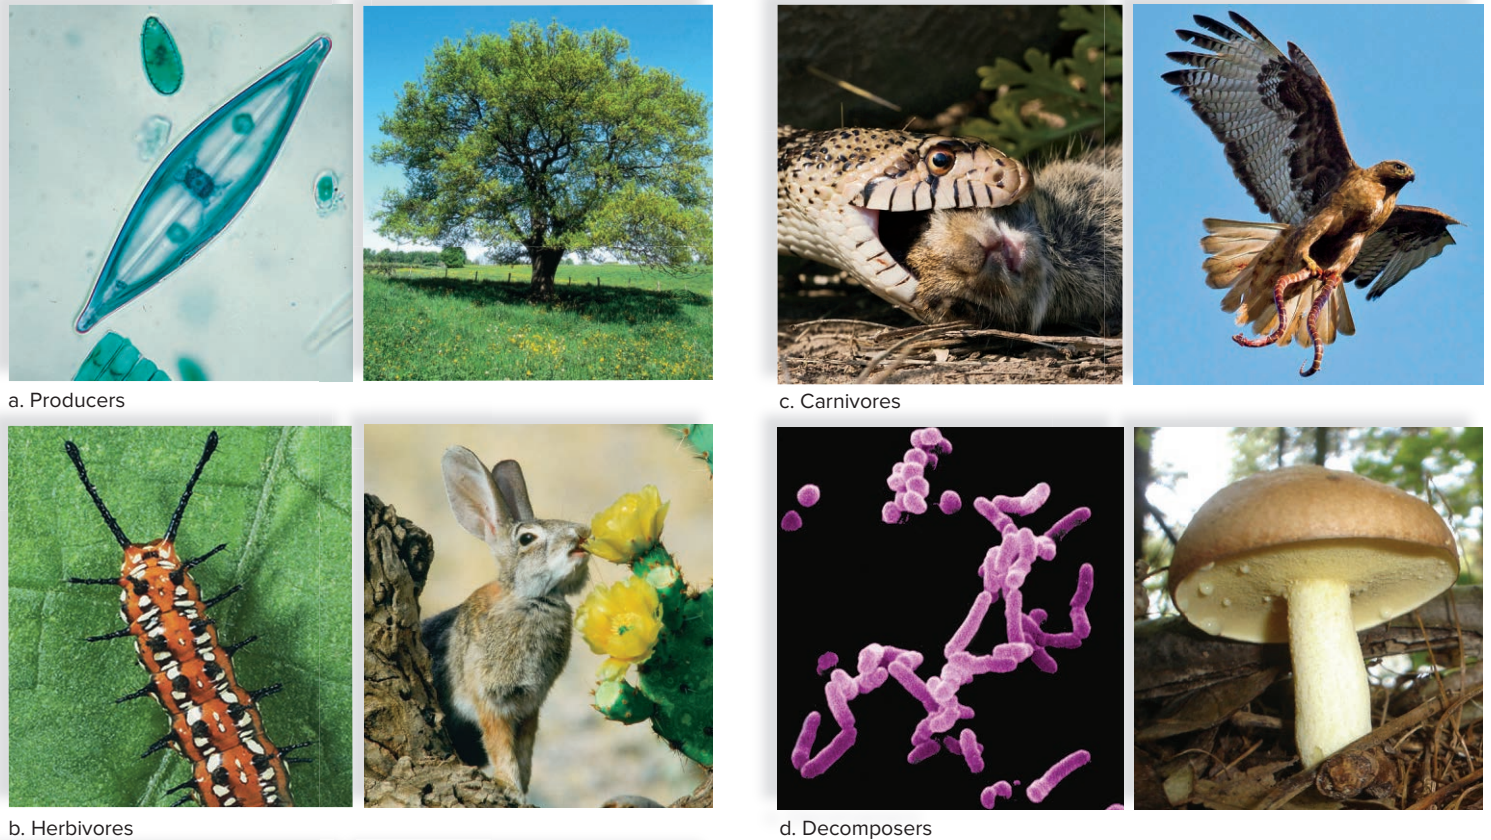 a. Producers
b. Herbivores
c. Carnivores
d. Decomposers